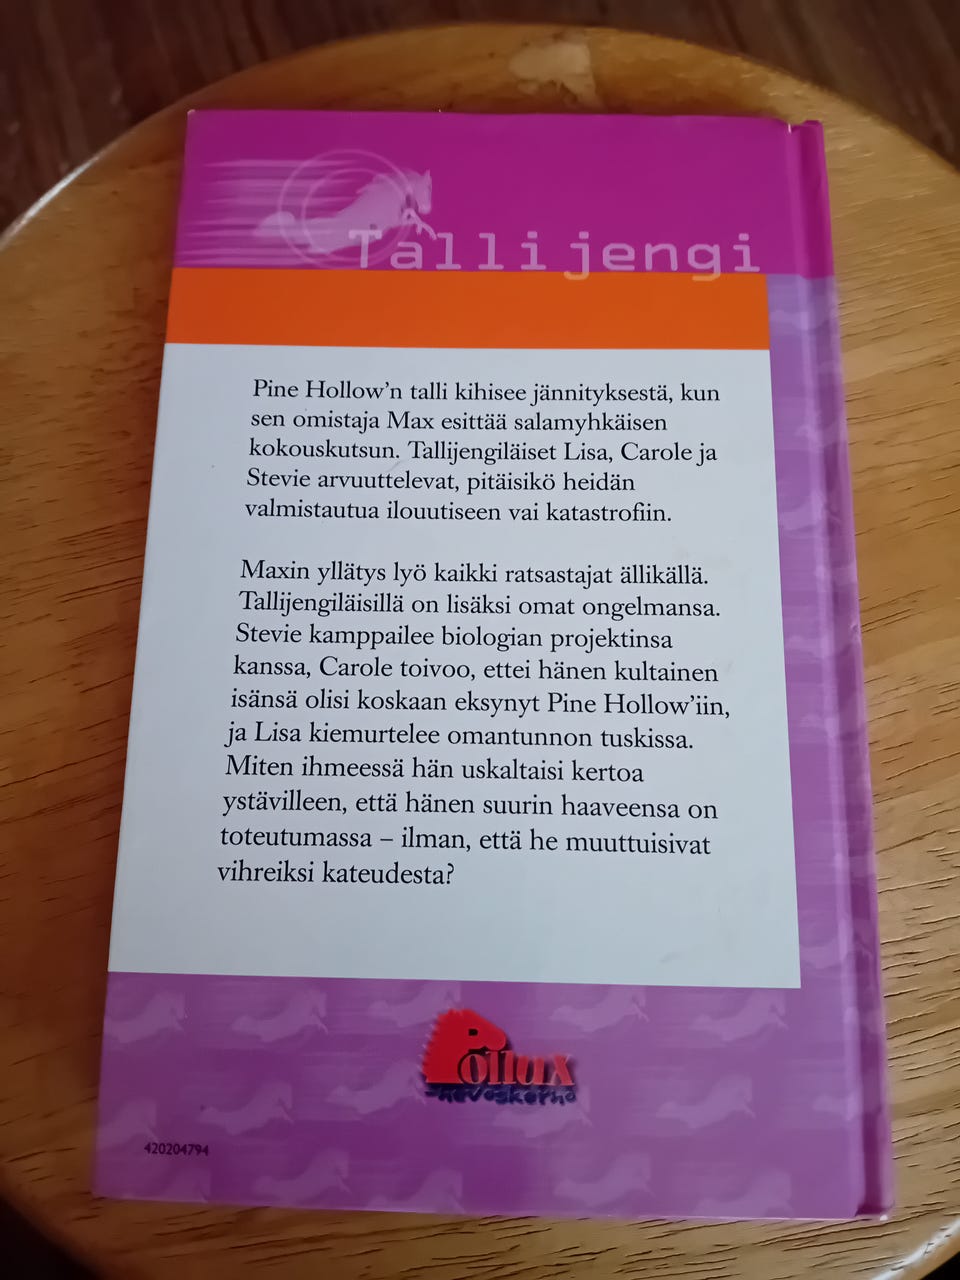 Tallijengi
Pine Hollow'n talli kihisee jännityksestä, kun
sen omistaja Max esittää salamyhkäisen
kokouskutsun. Tallijengiläiset Lisa, Carole ja
Stevie arvuuttelevat, pitäisikö heidän
valmistautua ilouutiseen vai katastrofiin.
Maxin yllätys lyö kaikki ratsastajat ällikällä.
Tallijengiläisillä on lisäksi omat ongelmansa.
Stevie kamppailee biologian projektinsa
kanssa, Carole toivoo, ettei hänen kultainen
isänsä olisi koskaan eksynyt Pine Hollow'iin,
ja Lisa kiemurtelee omantunnon tuskissa.
Miten ihmeessä hän uskaltaisi kertoa
ystävilleen, että hänen suurin haaveensa on
toteutumassa – ilman, että he muuttuisivat
vihreiksi kateudesta?
Pollux
-hevoskerho
420204794